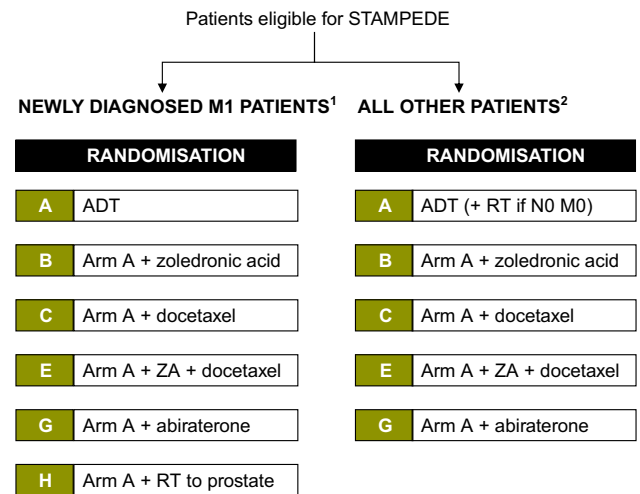 Patients eligible for STAMPEDE
NEWLY DIAGNOSED M1 PATIENTS¹
RANDOMISATION
A ADT
B Arm A + zoledronic acid
C Arm A + docetaxel
E Arm A + ZA + docetaxel
G Arm A + abiraterone
H Arm A + RT to prostate
ALL OTHER PATIENTS²
RANDOMISATION
A ADT (+ RT if N0 M0)
B Arm A + zoledronic acid
C Arm A + docetaxel
E Arm A + ZA + docetaxel
G Arm A + abiraterone